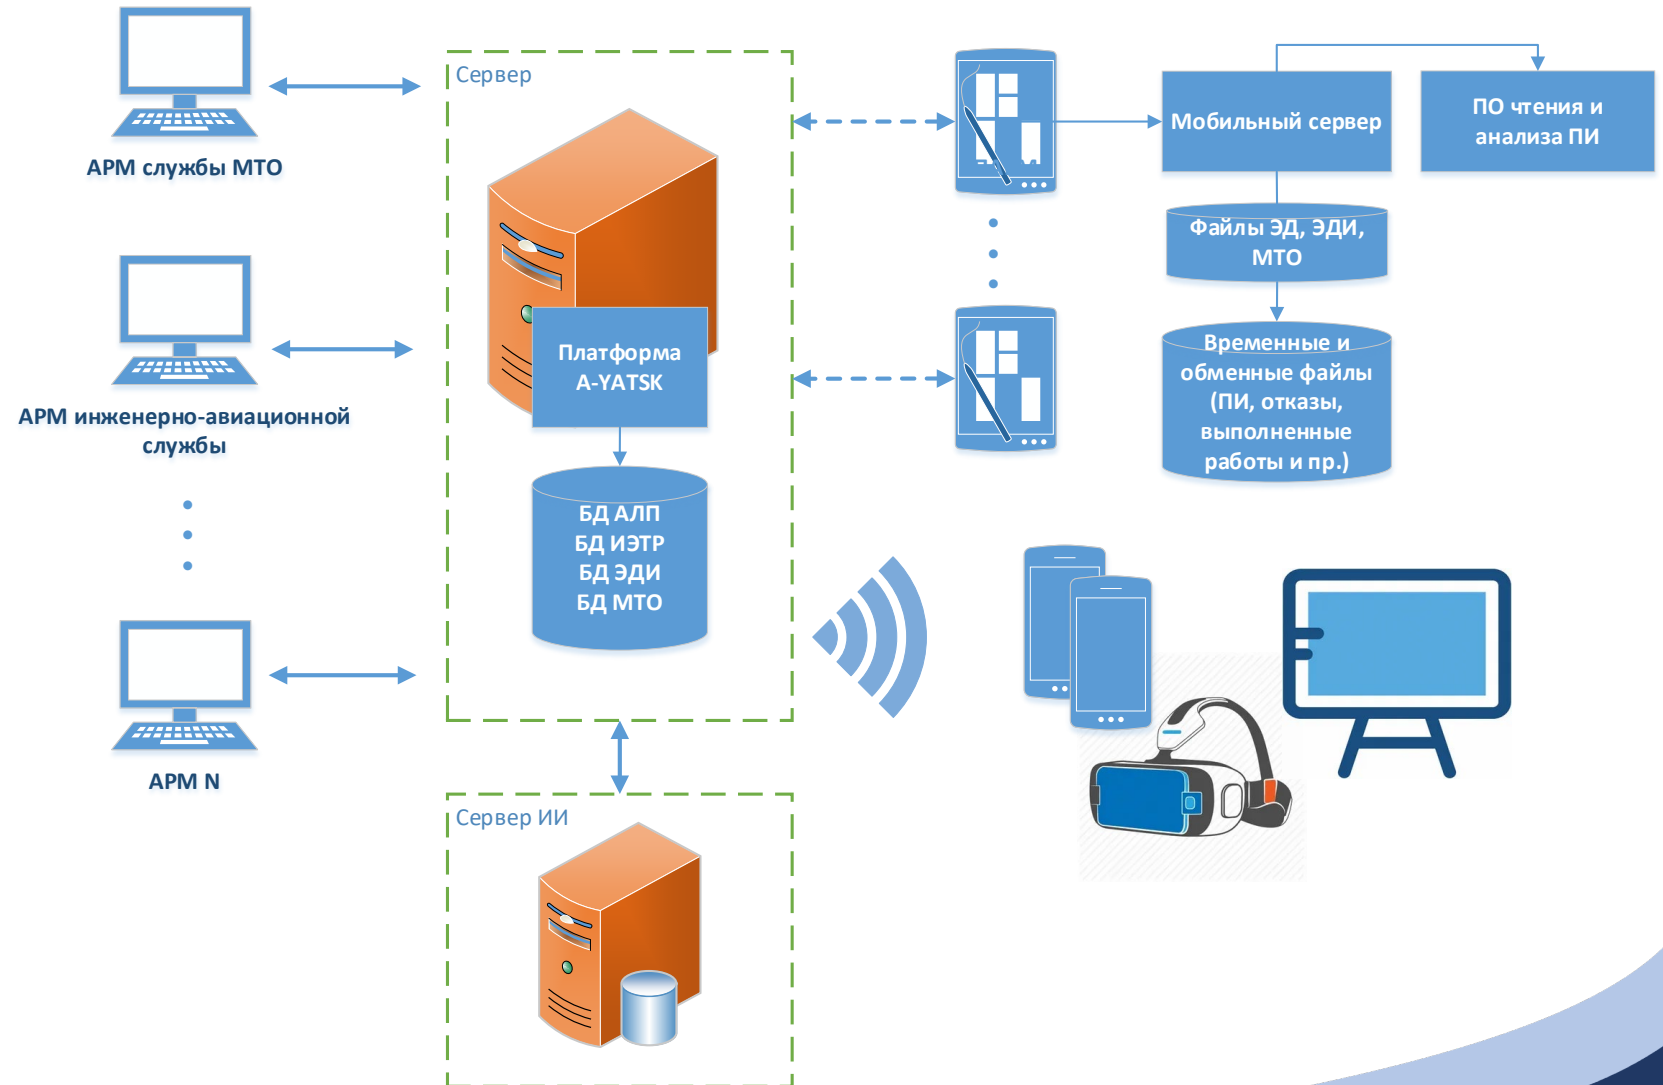 АРМ службы МТО
АРМ инженерно-авиационной
службы
АРМ N
Сервер
Платформа
A-YATSK
БД АЛП
БД ИЭТР
БД ЭДИ
БД МТО
Сервер ИИ
Мобильный сервер
ПО чтения и
анализа ПИ
Файлы ЭД, ЭДИ,
МТО
Временные и
обменные файлы
(ПИ, отказы,
выполненные
работы и пр.)